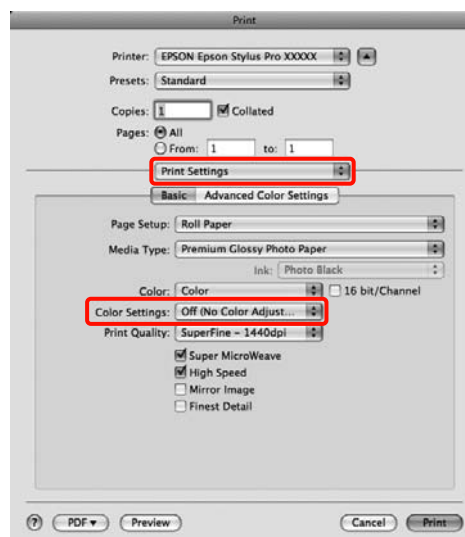 Print
Printer: EPSON Epson Stylus Pro XXXXX
Presets: Standard
Copies: 1 Collated
Pages: All
From: 1 to: 1
Print Settings
Basic Advanced Color Settings
Page Setup: Roll Paper
Media Type: Premium Glossy Photo Paper
Ink: Photo Black
Color: Color 16 bit/Channel
Color Settings: Off (No Color Adjust...
Print Quality: SuperFine – 1440dpi
Super MicroWeave
High Speed
Mirror Image
Finest Detail
? PDF Preview Cancel Print